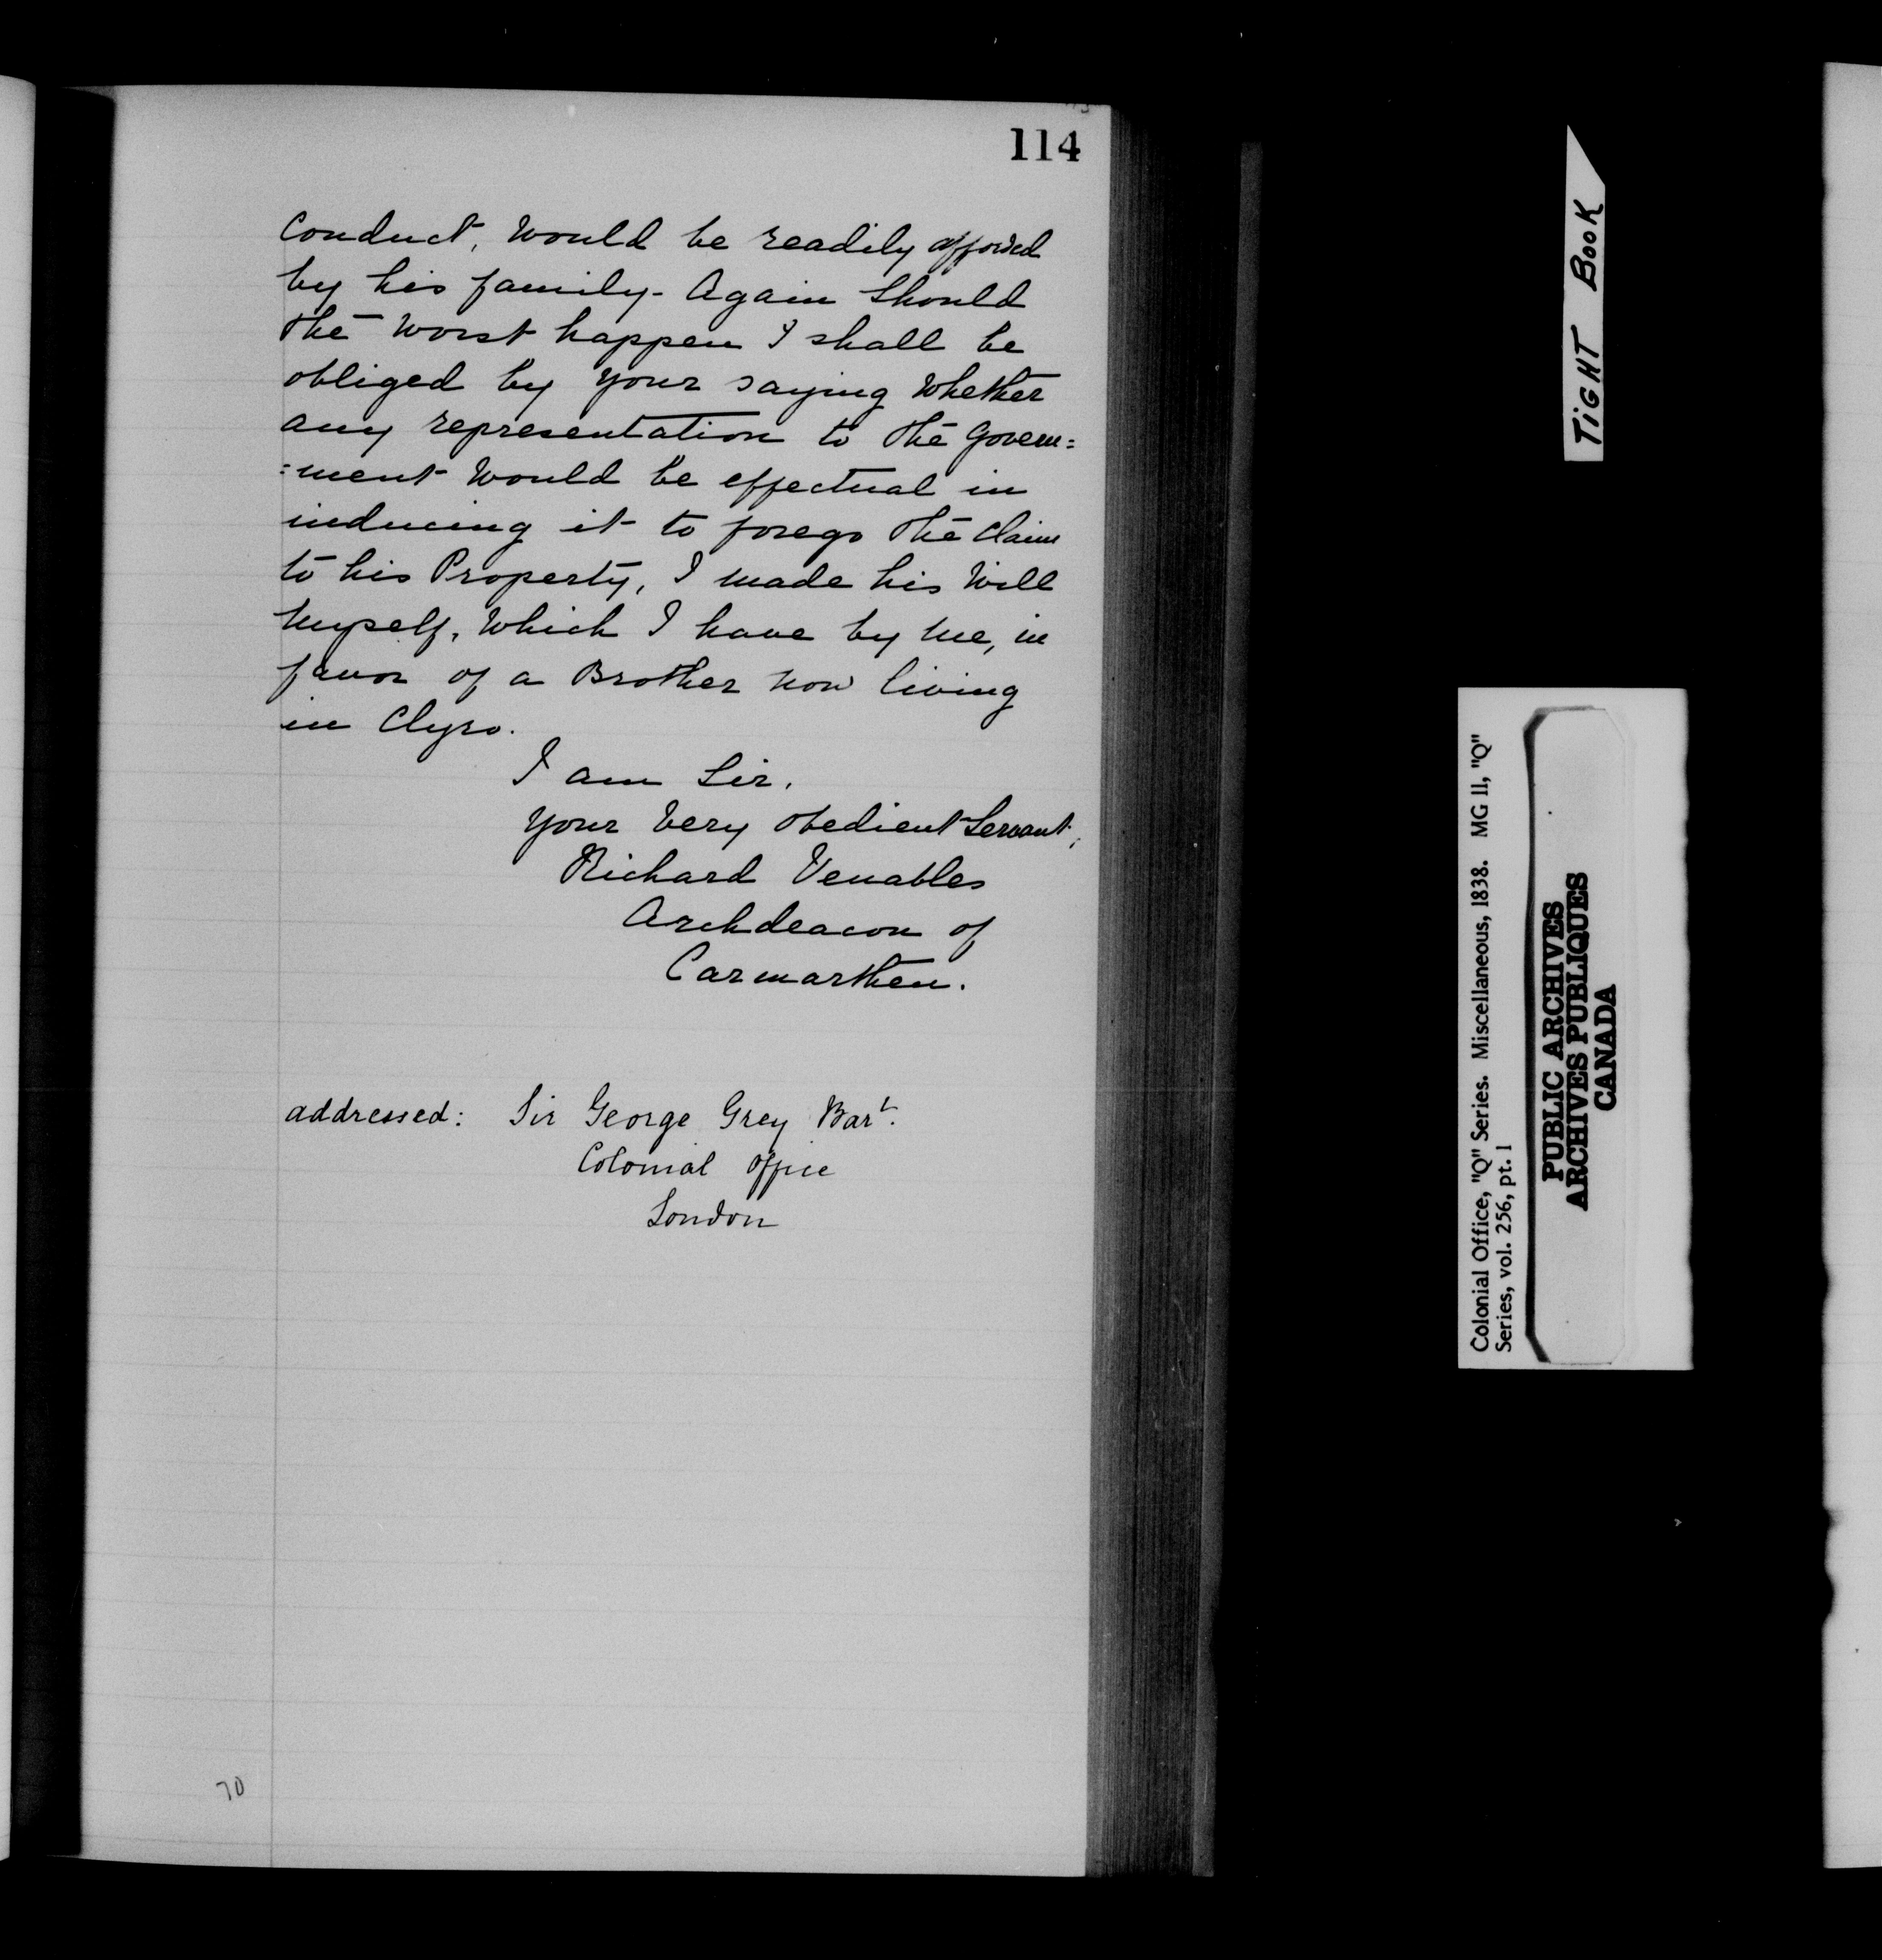 114
Conduct, would be readily afforded
by his family - Again should
the worst happen I shall be
obliged by your saying whether
any representation to the Govern=
=ment would be effectual in
inducing it to forego the claim
to his Property, I made his Will
myself, which I have by me, in
favor of a Brother now living
in Clyro.
I am Sir,
your very obedient Servant,
Richard Venables
Archdeacon of
Carmarthen.
addressed: Sir George Grey Bart.
Colonial Office
London
70
TIGHT BOOK
Colonial Office, "Q" Series. Miscellaneous, 1838. MG 11, "Q"
Series, vol. 256, pt. 1
PUBLIC ARCHIVES
ARCHIVES PUBLIQUES
CANADA